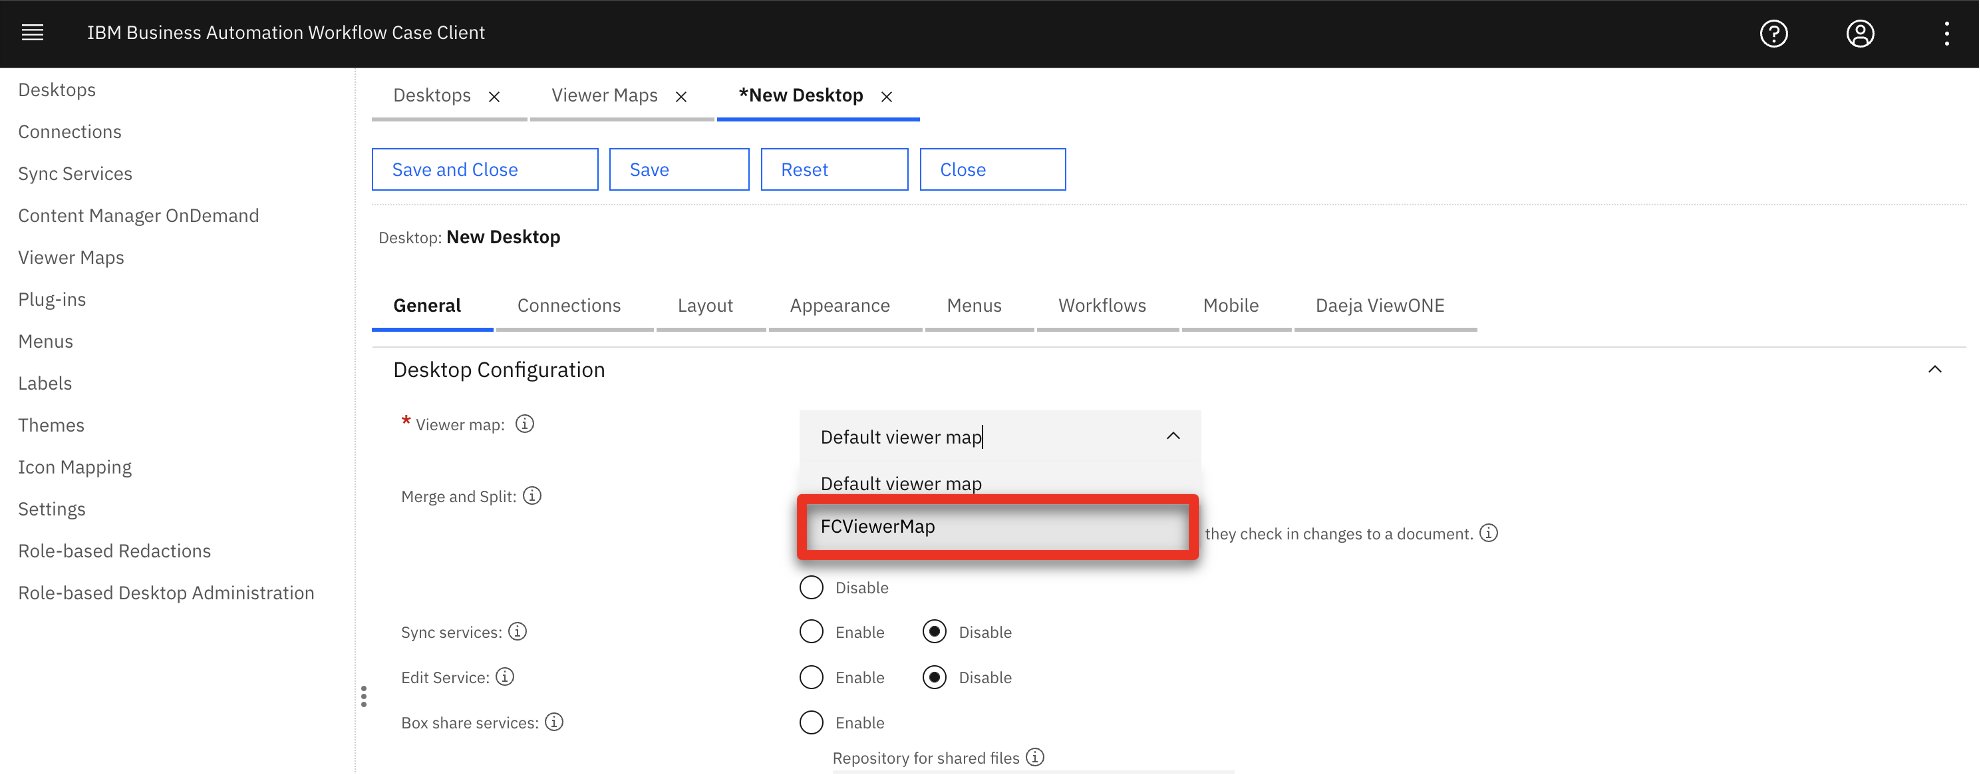 IBM Business Automation Workflow Case Client
Desktops
Connections
Sync Services
Content Manager OnDemand
Viewer Maps
Plug-ins
Menus
Labels
Themes
Icon Mapping
Settings
Role-based Redactions
Role-based Desktop Administration
Desktops Viewer Maps *New Desktop
Save and Close Save Reset Close
Desktop: New Desktop
General Connections Layout Appearance Menus Workflows Mobile Daeja ViewONE
Desktop Configuration
* Viewer map: Default viewer map
Default viewer map
Merge and Split:
FCViewerMap
they check in changes to a document.
Disable
Sync services: Enable Disable
Edit Service: Enable Disable
Box share services: Enable
Repository for shared files